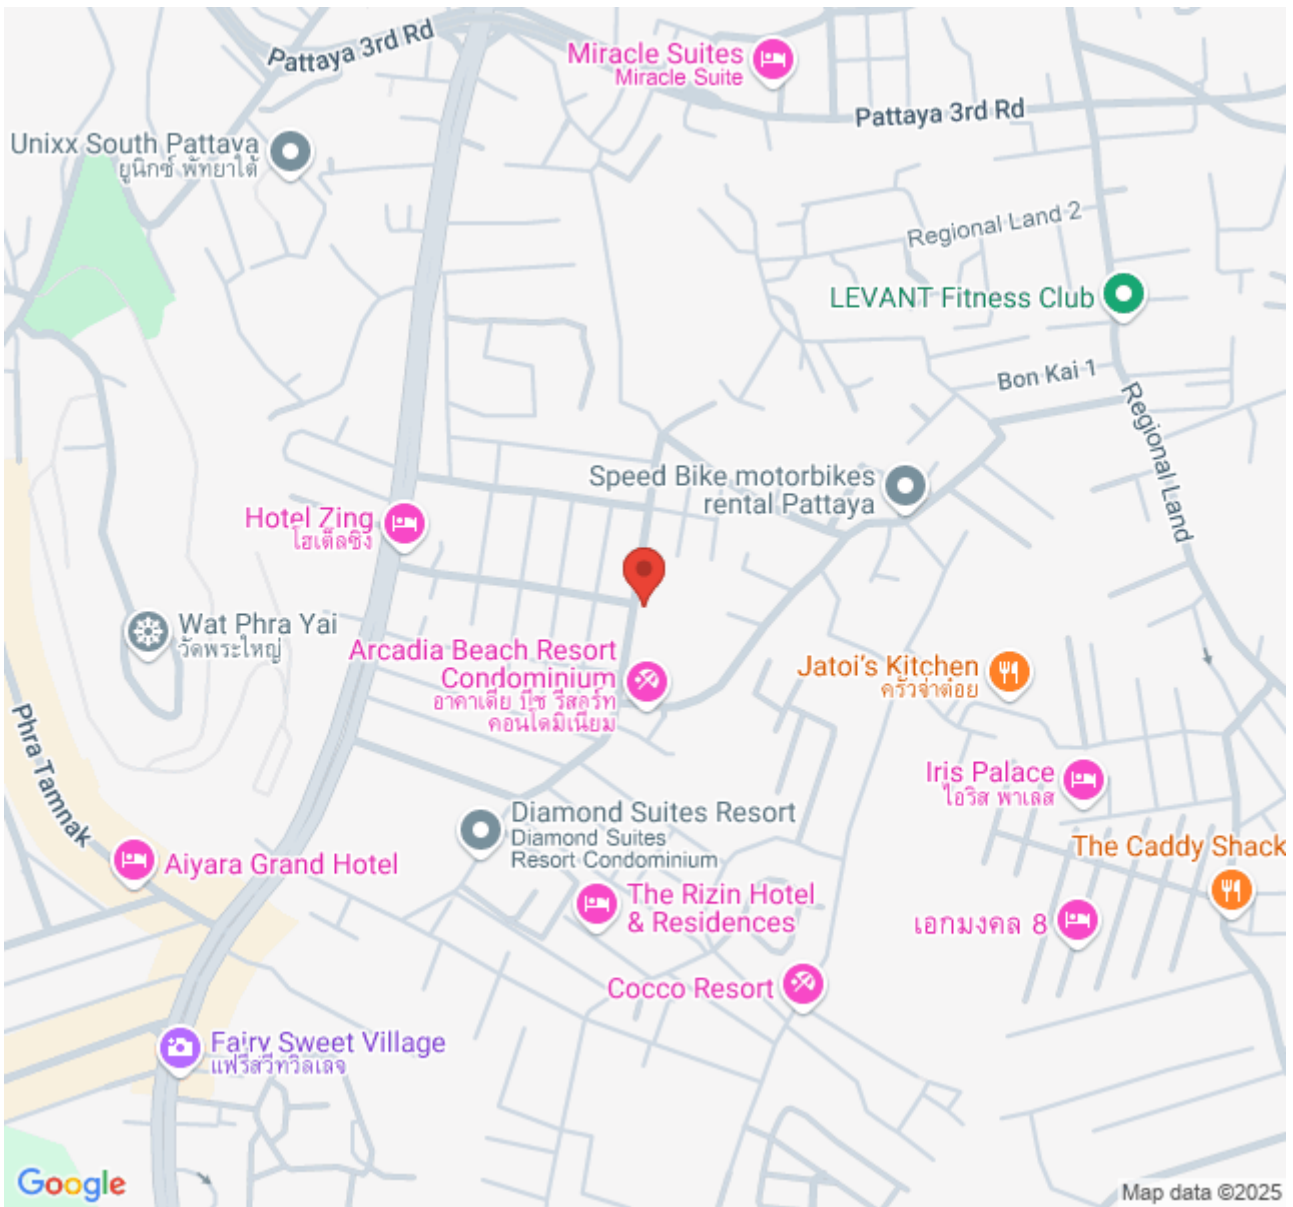 Pattaya 3rd Rd
Miracle Suites
Miracle Suite
Pattaya 3rd Rd
Unixx South Pattaya
ยูนิกซ์ พัทยาใต้
Regional Land 2
LEVANT Fitness Club
Bon Kai 1
Regional Land
Speed Bike motorbikes
rental Pattaya
Hotel Zing
โฮเต็ลซิง
Wat Phra Yai
วัดพระใหญ่
Arcadia Beach Resort
Condominium
อาคาเดีย บีช รีสอร์ท
คอนโดมิเนียม
Jatoi's Kitchen
ครัวจ่าต่อย
Phra Tamnak
Iris Palace
ไอริส พาเลส
Diamond Suites Resort
Diamond Suites
Resort Condominium
The Caddy Shack
Aiyara Grand Hotel
The Rizin Hotel
& Residences
เอกมงคล 8
Cocco Resort
Fairy Sweet Village
แฟรี่สวีทวิลเลจ
Google
Map data ©2025